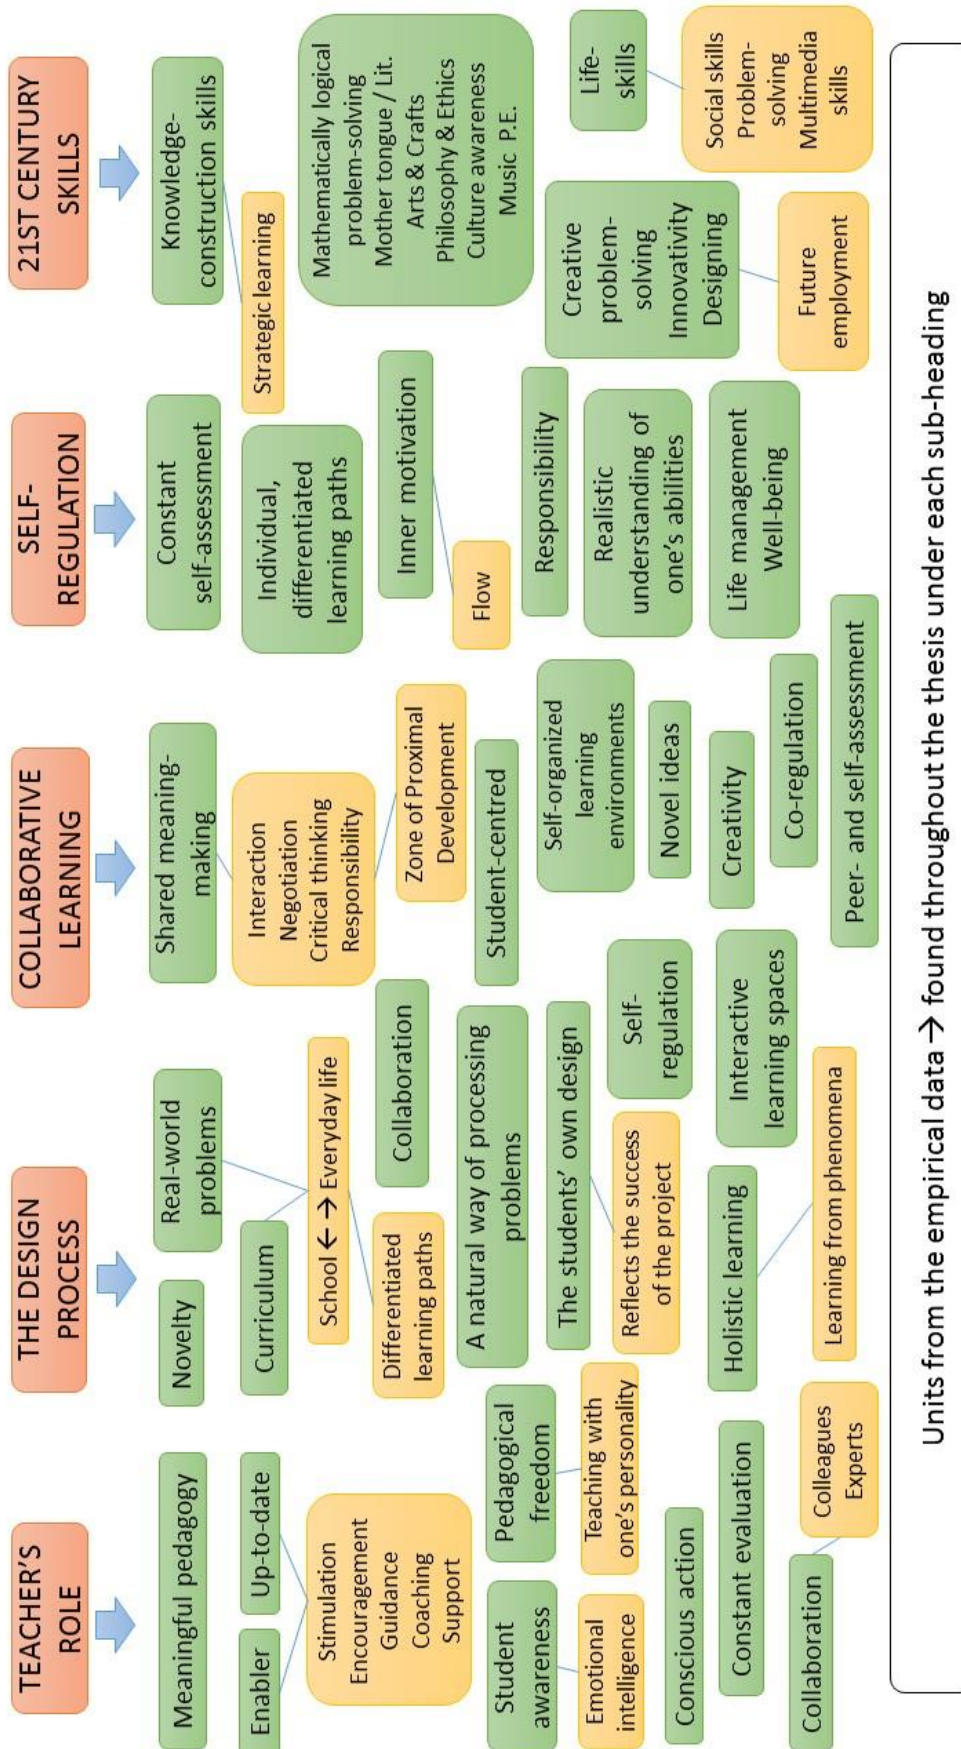 TEACHER'S
ROLE
Meaningful pedagogy
Enabler
Up-to-date
Stimulation
Encouragement
Guidance
Coaching
Support
Student
awareness
Pedagogical
freedom
Emotional
intelligence
Teaching with
one's personality
Conscious action
Constant evaluation
Collaboration
Colleagues
Experts
THE DESIGN
PROCESS
Novelty
Real-world
problems
Curriculum
School ← → Everyday life
Differentiated
learning paths
Collaboration
A natural way of processing
problems
The students' own design
Reflects the success
of the project
Self-
regulation
Holistic learning
Interactive
learning spaces
Learning from phenomena
COLLABORATIVE
LEARNING
Shared meaning-
making
Interaction
Negotiation
Critical thinking
Responsibility
Zone of Proximal
Development
Student-centred
Self-organized
learning
environments
Novel ideas
Creativity
Co-regulation
Peer- and self-assessment
SELF-
REGULATION
Constant
self-assessment
Individual,
differentiated
learning paths
Inner motivation
Flow
Responsibility
Realistic
understanding of
one's abilities
Life management
Well-being
21ST CENTURY
SKILLS
Knowledge-
construction skills
Strategic learning
Mathematically logical
problem-solving
Mother tongue / Lit.
Arts & Crafts
Philosophy & Ethics
Culture awareness
Music P.E.
Creative
problem-
solving
Innovativity
Designing
Life-
skills
Future
employment
Social skills
Problem-
solving
Multimedia
skills
Units from the empirical data → found throughout the thesis under each sub-heading